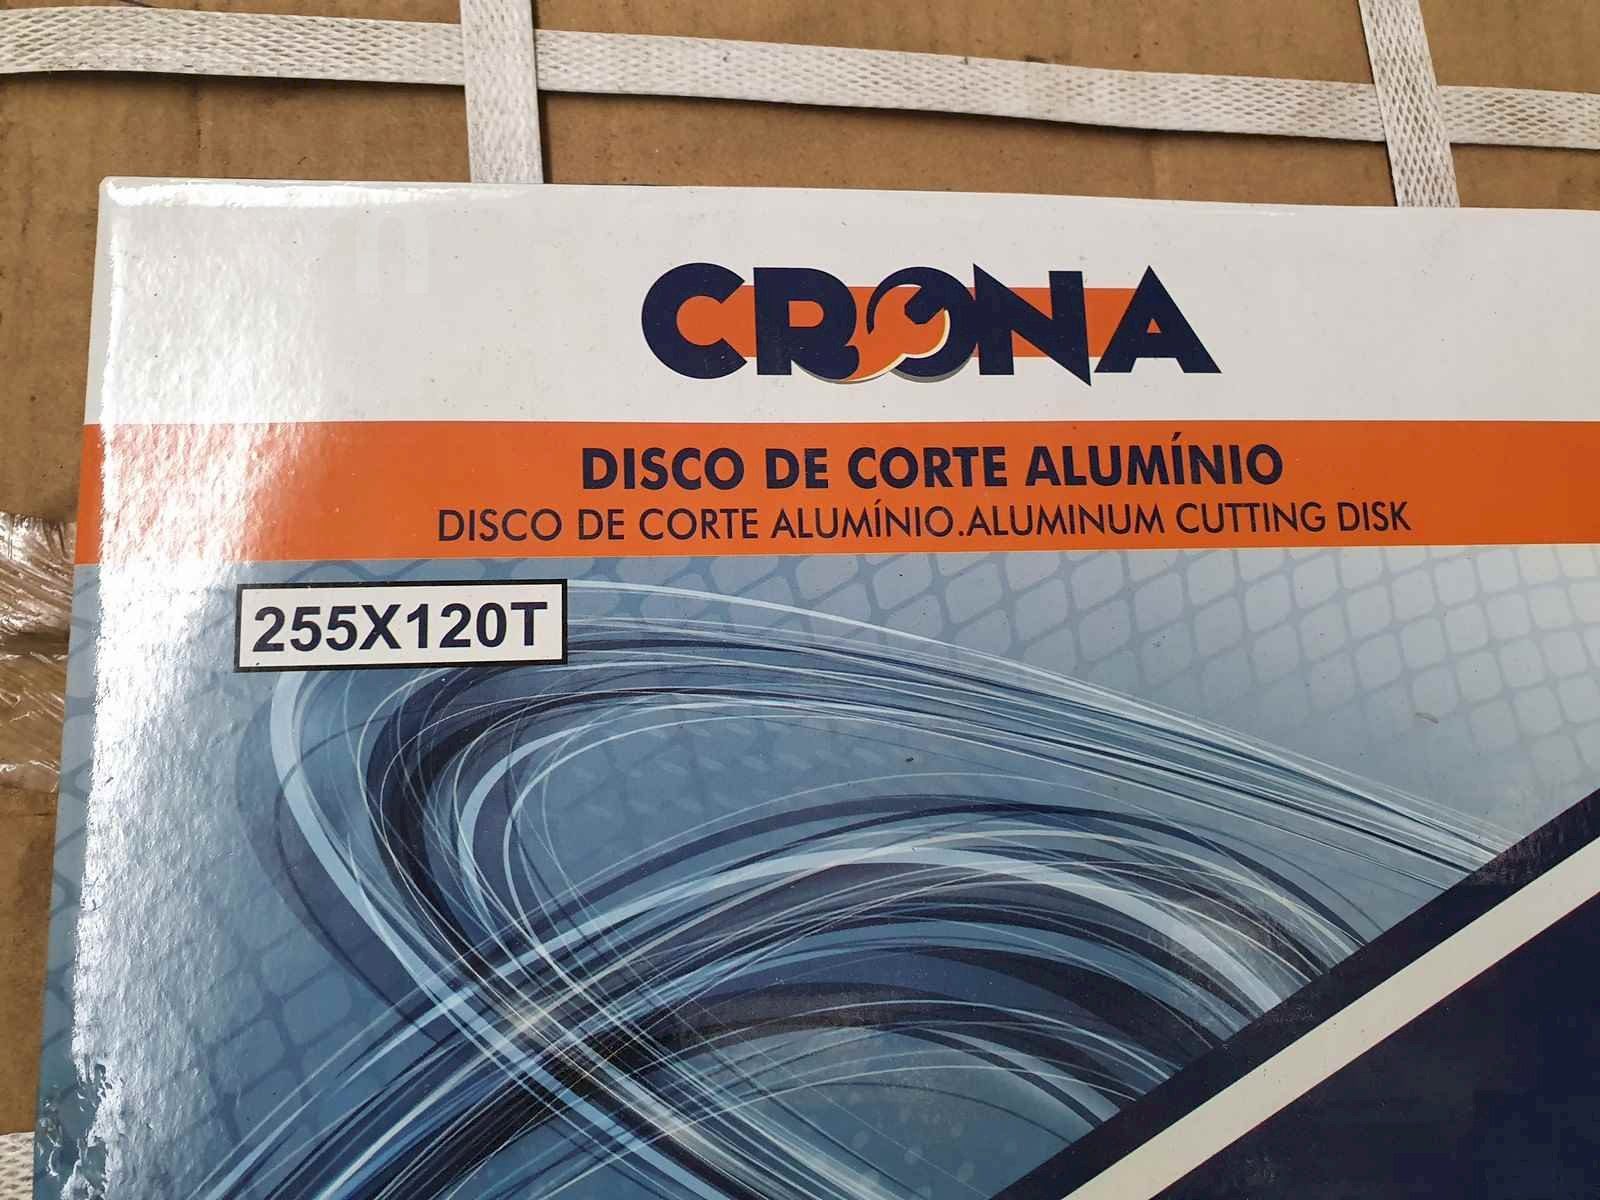 CRONA
DISCO DE CORTE ALUMÍNIO
DISCO DE CORTE ALUMÍNIO.ALUMINUM CUTTING DISK
255X120T